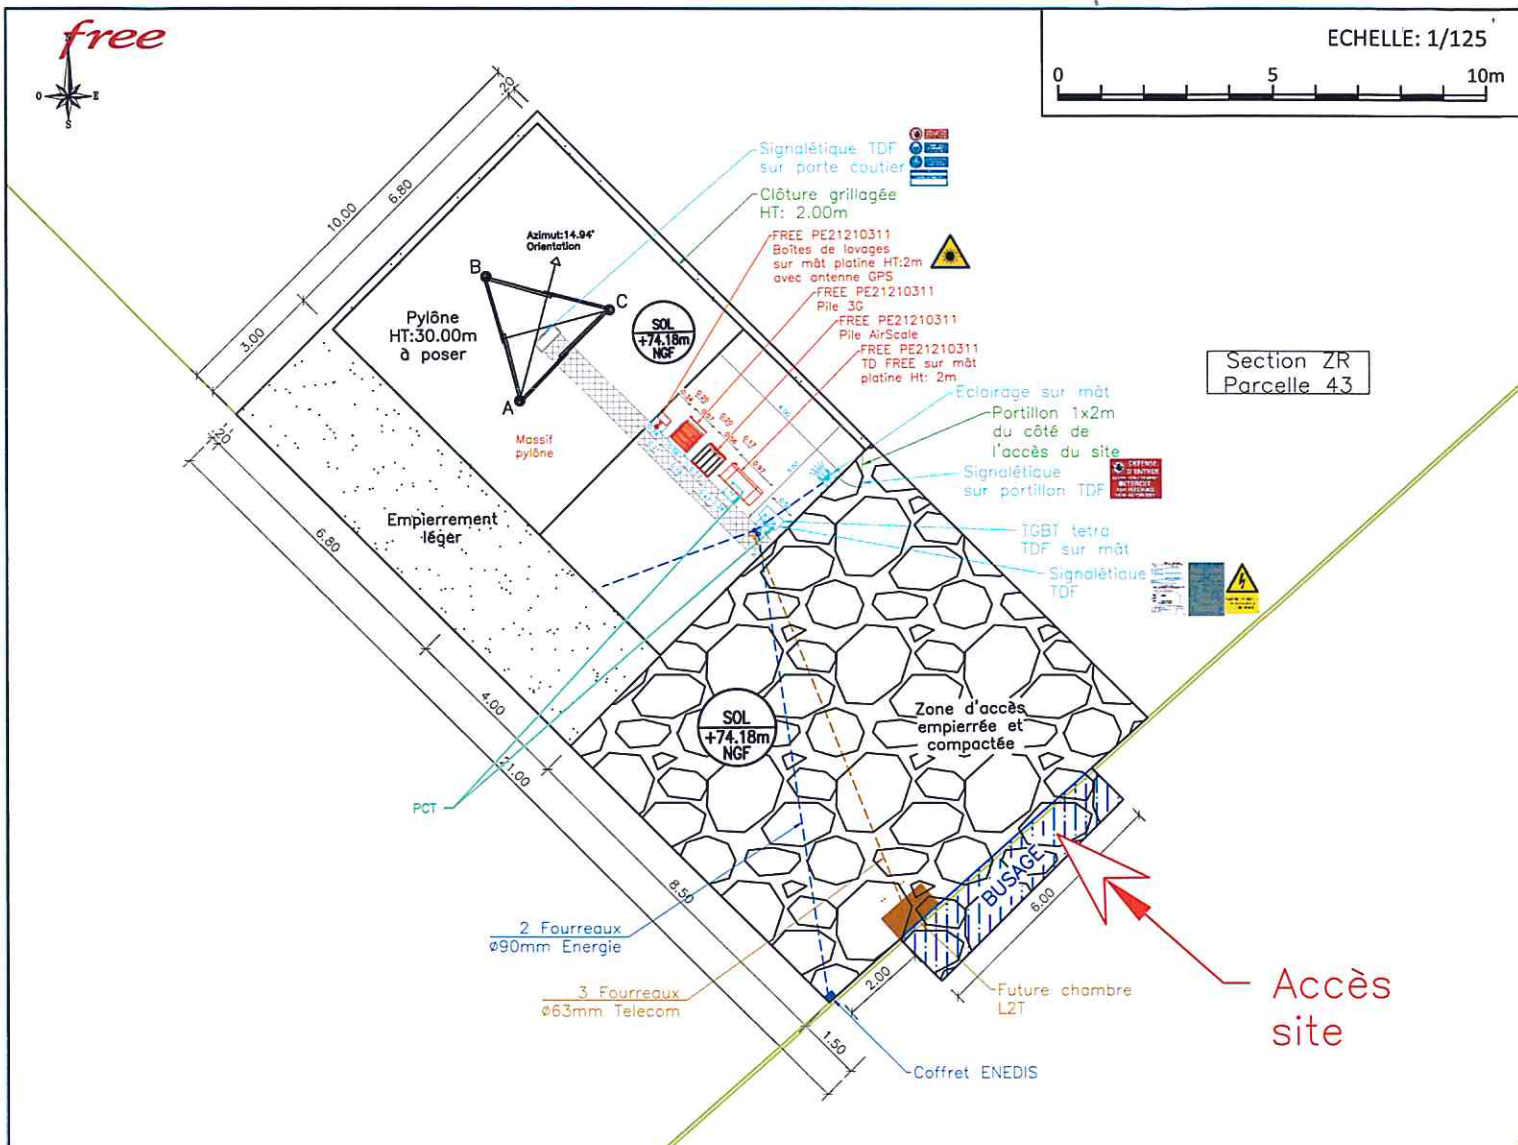 free
N
O
E
S
ECHELLE: 1/125
0
5
10m
.20
10.00
6.80
3.00
Signalétique TDF
sur porte coutier
Clôture grillagée
HT: 2.00m
FREE PE21210311
Boîtes de lovages
sur mât platine HT:2m
avec antenne GPS
FREE PE21210311
Pile 3G
FREE PE21210311
Pile AirScale
FREE PE21210311
TD FREE sur mât
platine Ht: 2m
Azimut:14.94°
Orientation
B
C
A
Pylône
HT:30.00m
à poser
SOL
+74.18m
NGF
Massif
pylône
Section ZR
Parcelle 43
Eclairage sur mât
Portillon 1x2m
du côté de
l'accès du site
Signalétique
sur portillon TDF
DEFENSE
D'ENTRER
TGBT tetra
TDF sur mât
Signalétique
TDF
.20
Empierrement
léger
6.80
4.00
21.00
8.50
SOL
+74.18m
NGF
Zone d'accès
empierrée et
compactée
PCT
BUSAGE
6.00
2.00
1.50
2 Fourreaux
ø90mm Energie
3 Fourreaux
ø63mm Telecom
Future chambre
L2T
Coffret ENEDIS
Accès
site